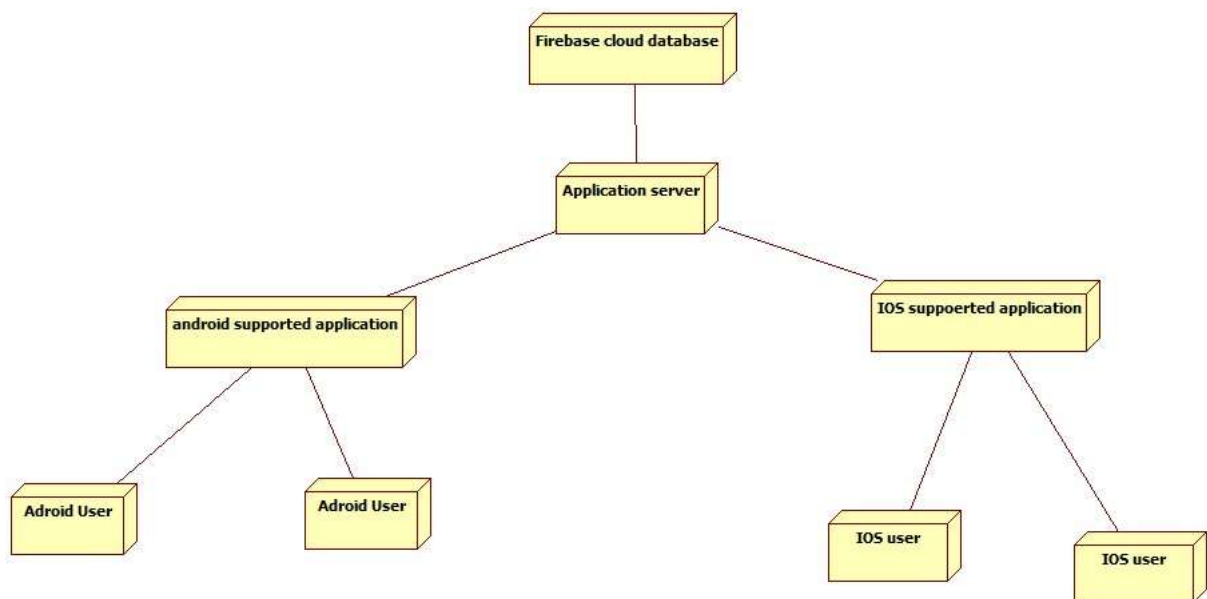 Firebase cloud database
Application server
android supported application
IOS suppoerted application
Adroid User
Adroid User
IOS user
IOS user